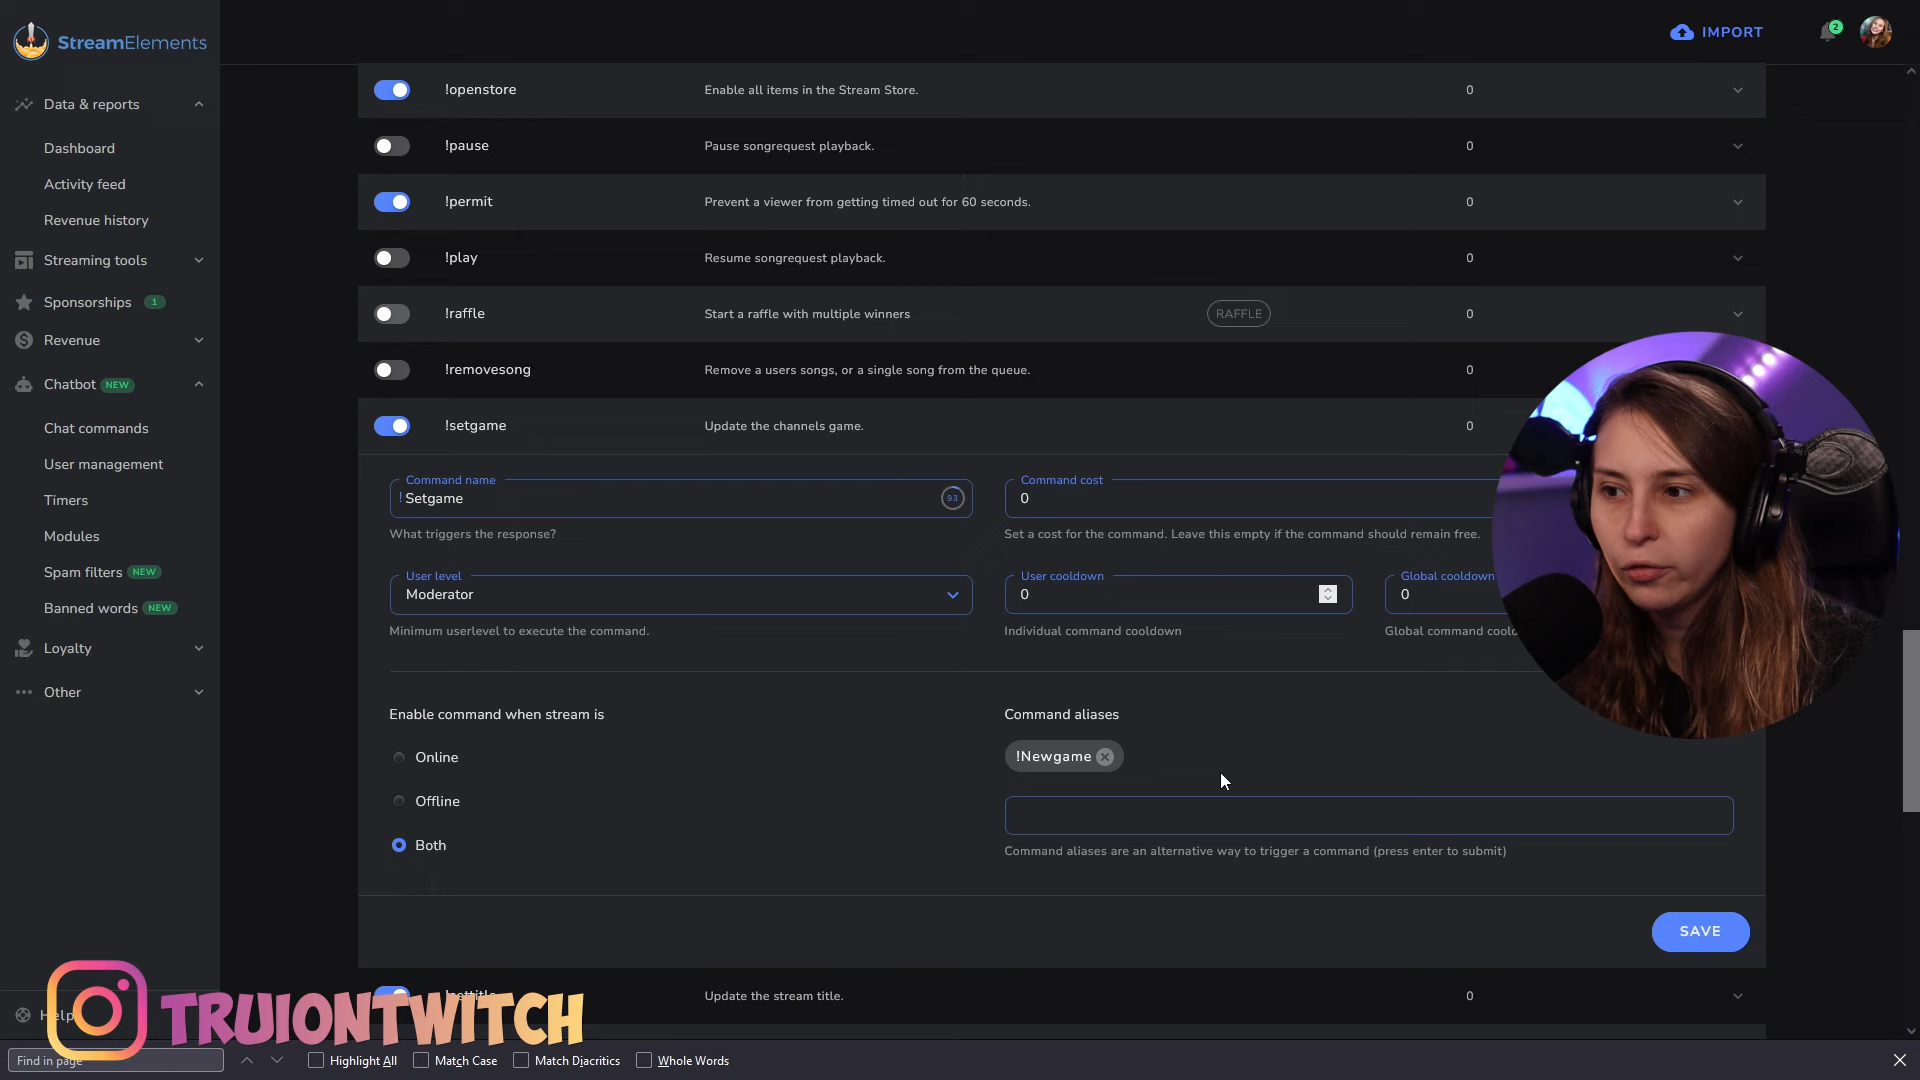 StreamElements
IMPORT
2
Data & reports
Dashboard
Activity feed
Revenue history
Streaming tools
Sponsorships 1
Revenue
Chatbot NEW
Chat commands
User management
Timers
Modules
Spam filters NEW
Banned words NEW
Loyalty
Other
Help
!openstore Enable all items in the Stream Store. 0
!pause Pause songrequest playback. 0
!permit Prevent a viewer from getting timed out for 60 seconds. 0
!play Resume songrequest playback. 0
!raffle Start a raffle with multiple winners RAFFLE 0
!removesong Remove a users songs, or a single song from the queue. 0
!setgame Update the channels game. 0
Command name
! Setgame 93
What triggers the response?
Command cost
0
Set a cost for the command. Leave this empty if the command should remain free.
User level
Moderator
Minimum userlevel to execute the command.
User cooldown
0
Individual command cooldown
Global cooldown
0
Global command
Enable command when stream is
Online
Offline
Both
Command aliases
!Newgame
Command aliases are an alternative way to trigger a command (press enter to submit)
SAVE
Update the stream title. 0
TRUIONTWITCH
Find in page
Highlight All
Match Case
Match Diacritics
Whole Words